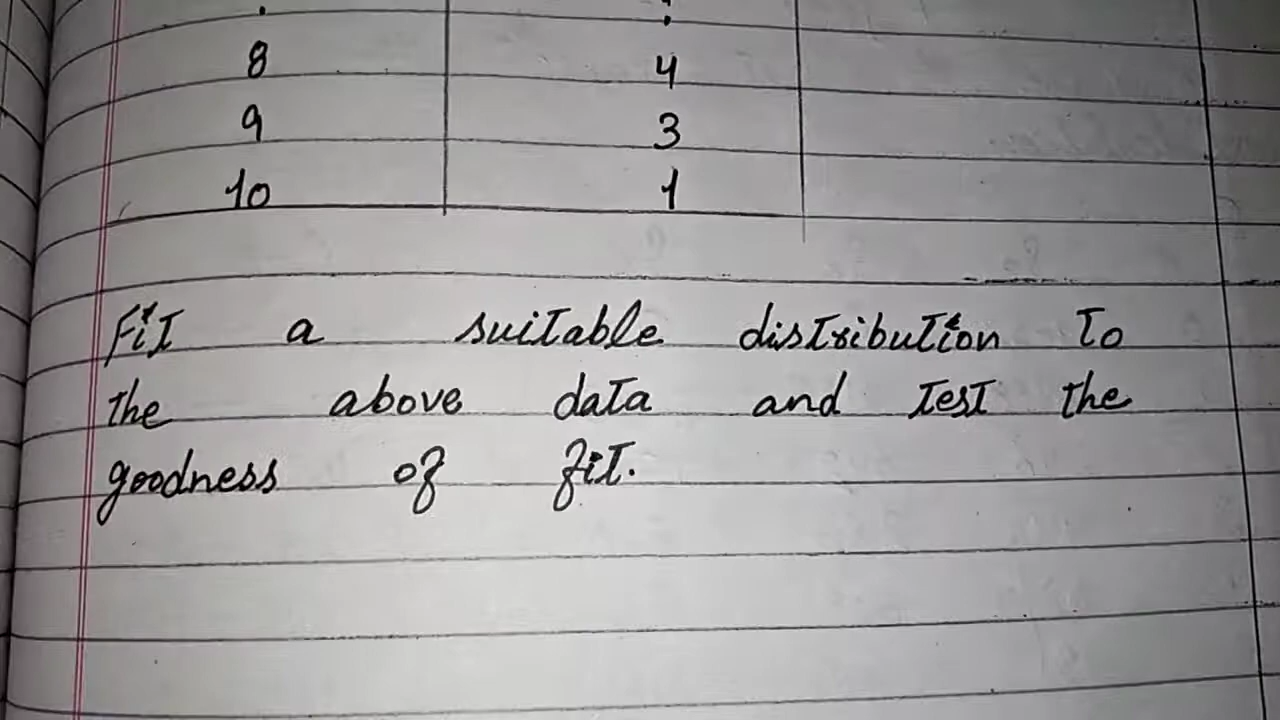 8 4
9 3
10 1
Fit a suitable distribution to
the above data and test the
goodness of fit.